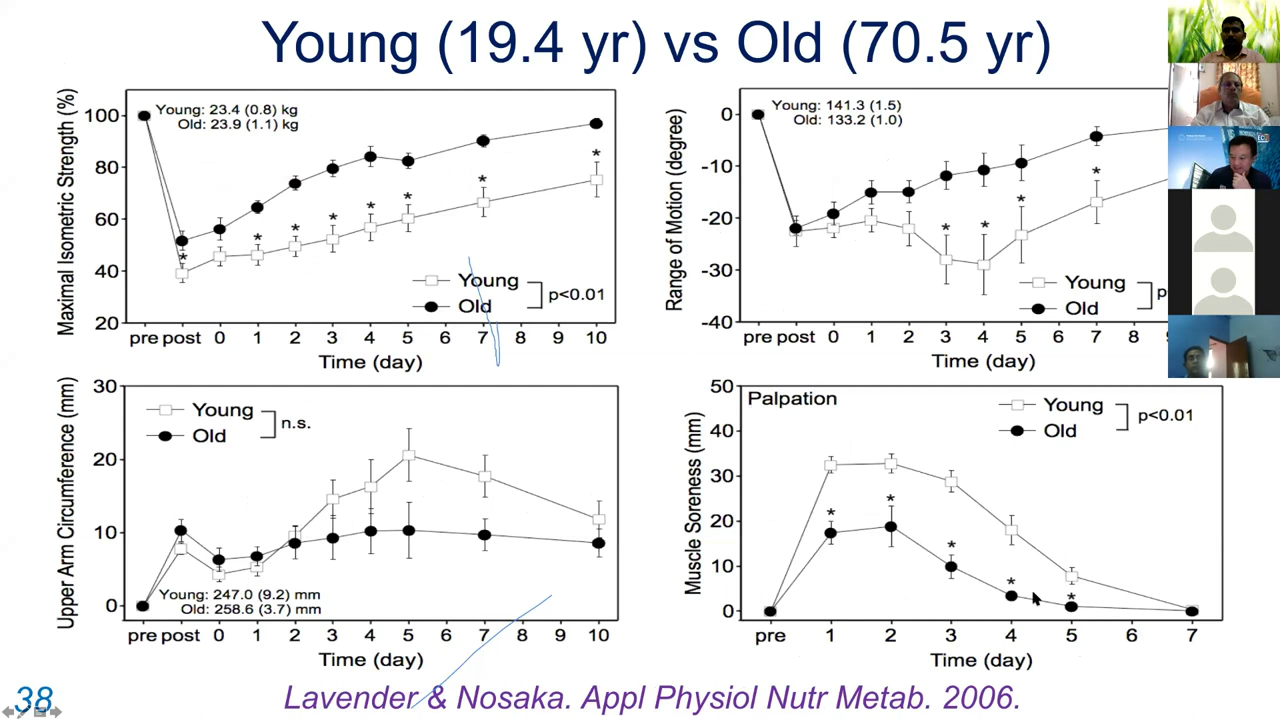 Young (19.4 yr) vs Old (70.5 yr)
Maximal Isometric Strength (%)
100
80
60
40
20
Young: 23.4 (0.8) kg
Old: 23.9 (1.1) kg
*
*
*
*
*
*
*
*
Young
Old
p<0.01
pre post 0 1 2 3 4 5 6 7 8 9 10
Time (day)
Range of Motion (degree)
0
-10
-20
-30
-40
Young: 141.3 (1.5)
Old: 133.2 (1.0)
*
*
*
*
Young
Old
pre post 0 1 2 3 4 5 6 7 8
Time (day)
Upper Arm Circumference (mm)
30
20
10
0
Young
Old
n.s.
Young: 247.0 (9.2) mm
Old: 258.6 (3.7) mm
pre post 0 1 2 3 4 5 6 7 8 9 10
Time (day)
Muscle Soreness (mm)
50
40
30
20
10
0
Palpation
Young
Old
p<0.01
*
*
*
*
*
pre 1 2 3 4 5 6 7
Time (day)
38
Lavender & Nosaka. Appl Physiol Nutr Metab. 2006.